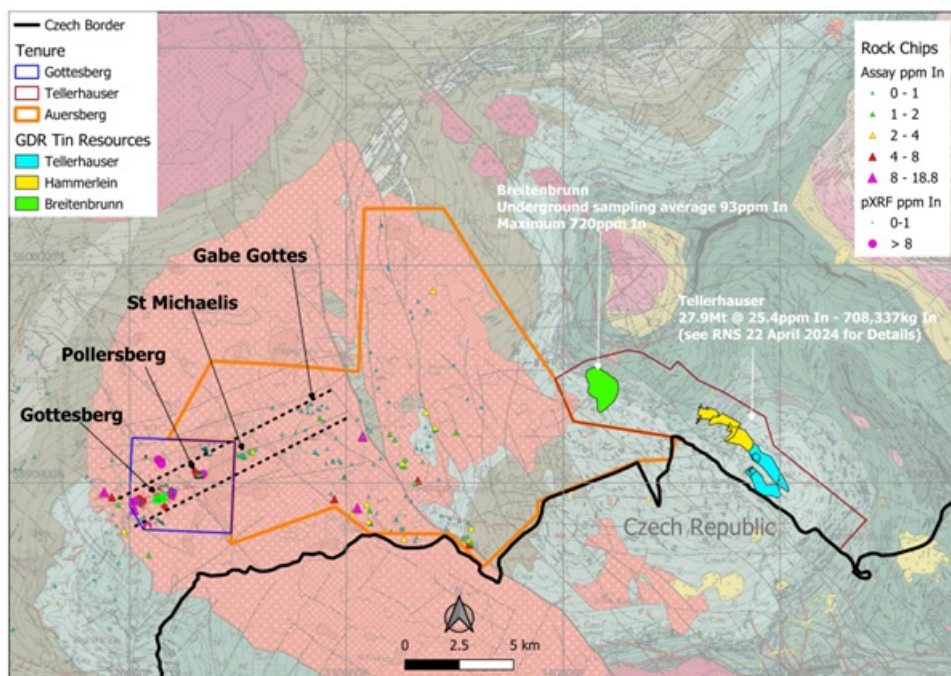 Czech Border
Tenure
Gottesberg
Tellerhauser
Auersberg
GDR Tin Resources
Tellerhauser
Hammerlein
Breitenbrunn
Rock Chips
Assay ppm In
0 - 1
1 - 2
2 - 4
4 - 8
8 - 18.8
pXRF ppm In
0-1
> 8
Breitenbrunn
Underground sampling average 93ppm In
Maximum 720ppm In
Gabe Gottes
St Michaelis
Pollersberg
Gottesberg
Tellerhauser
27.9Mt @ 25.4ppm In - 708,337kg In
(see RNS 22 April 2024 for Details)
Czech Republic
0 2.5 5 km